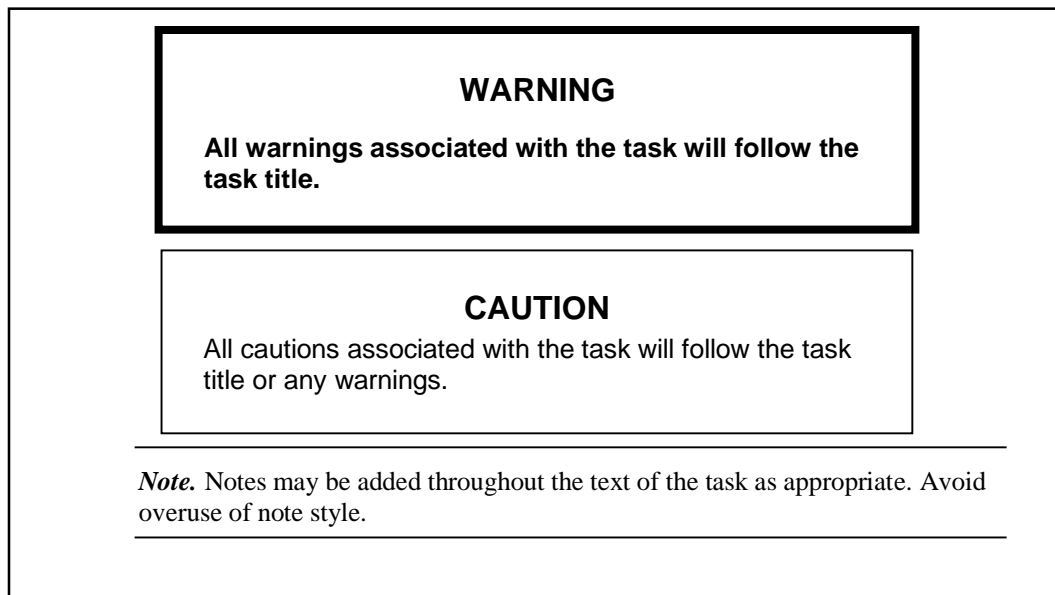 WARNING
All warnings associated with the task will follow the
task title.
CAUTION
All cautions associated with the task will follow the task
title or any warnings.
Note. Notes may be added throughout the text of the task as appropriate. Avoid
overuse of note style.